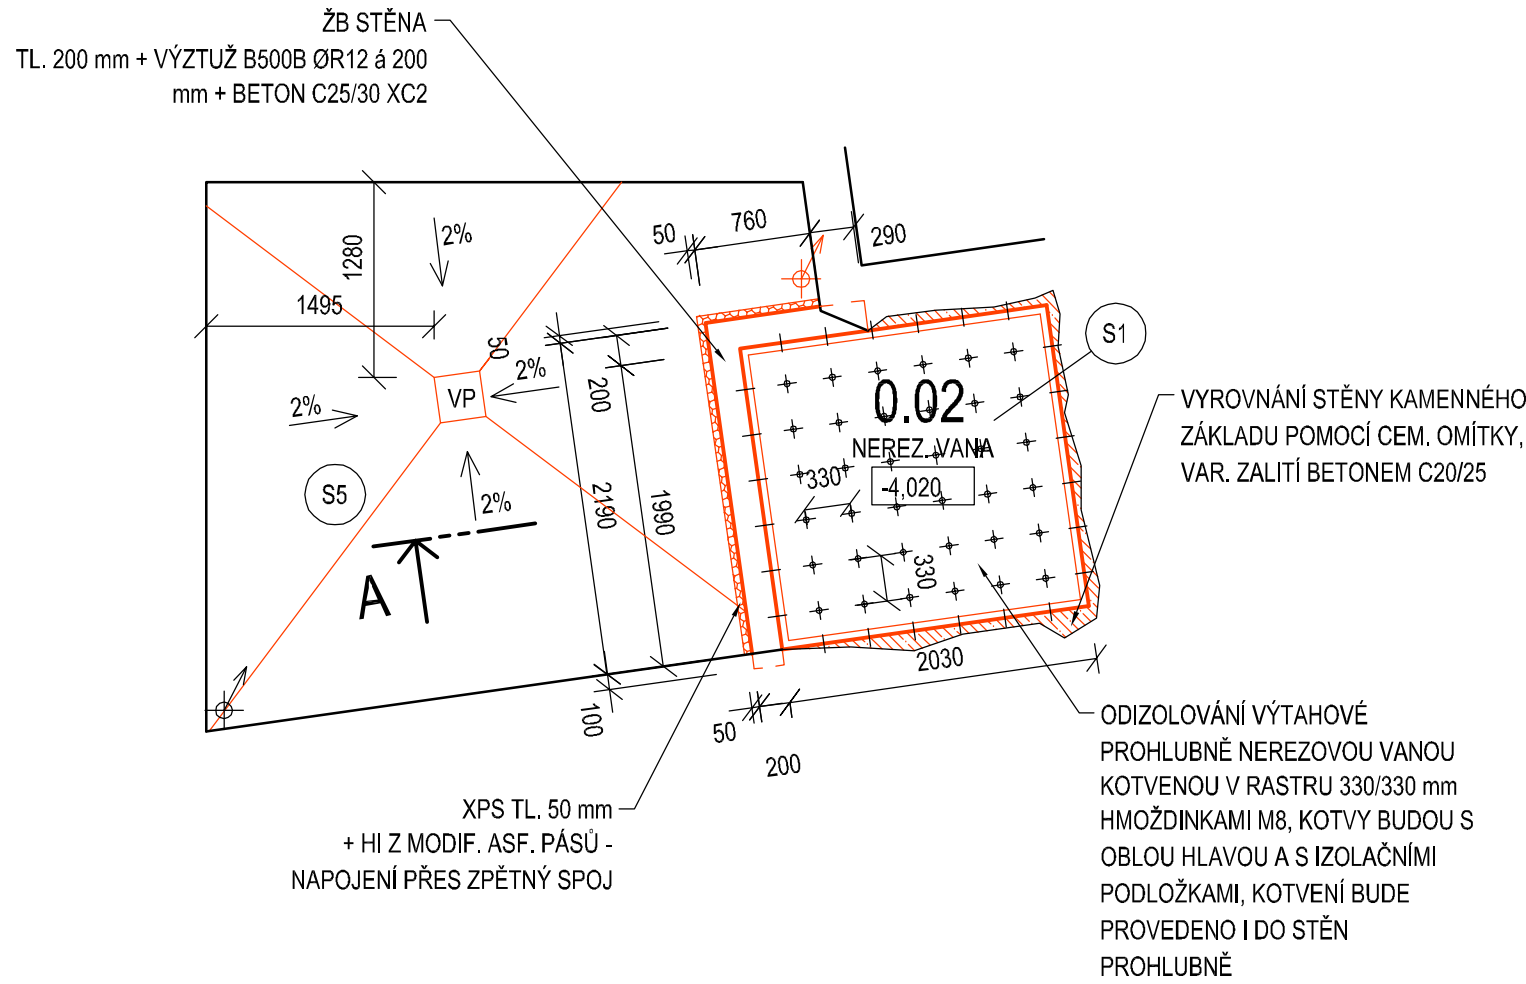 ŽB STĚNA
TL. 200 mm + VÝZTUŽ B500B ØR12 á 200
mm + BETON C25/30 XC2
1280
2%
1495
50
760
290
S1
50
2%
VP
2%
200
0.02
NEREZ. VANA
-4,020
330
S5
2%
2190
1990
330
A
VYROVNÁNÍ STĚNY KAMENNÉHO
ZÁKLADU POMOCÍ CEM. OMÍTKY,
VAR. ZALITÍ BETONEM C20/25
2030
100
50
200
XPS TL. 50 mm
+ HI Z MODIF. ASF. PÁSŮ -
NAPOJENÍ PŘES ZPĚTNÝ SPOJ
ODIZOLOVÁNÍ VÝTAHOVÉ
PROHLUBNĚ NEREZOVOU VANOU
KOTVENOU V RASTRU 330/330 mm
HMOŽDINKAMI M8, KOTVY BUDOU S
OBLOU HLAVOU A S IZOLAČNÍMI
PODLOŽKAMI, KOTVENÍ BUDE
PROVEDENO I DO STĚN
PROHLUBNĚ